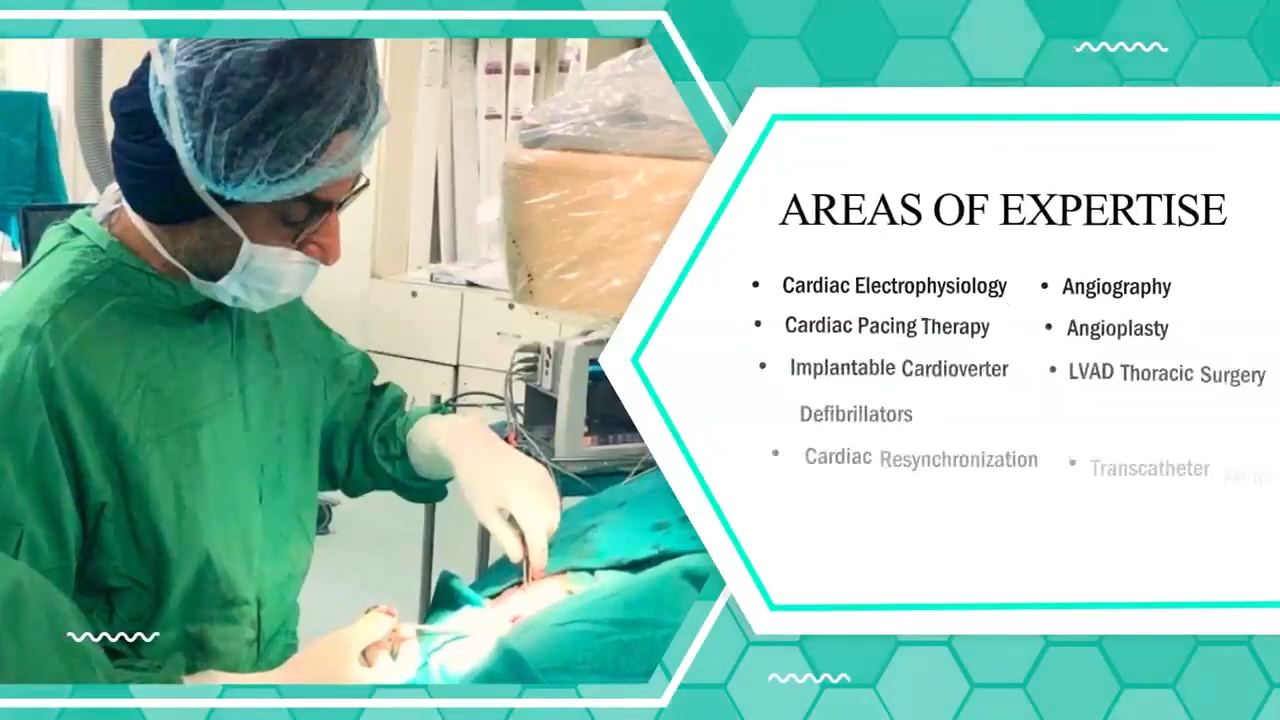 AREAS OF EXPERTISE
• Cardiac Electrophysiology
• Cardiac Pacing Therapy
• Implantable Cardioverter
Defibrillators
• Cardiac Resynchronization
• Angiography
• Angioplasty
• LVAD Thoracic Surgery
• Transcatheter